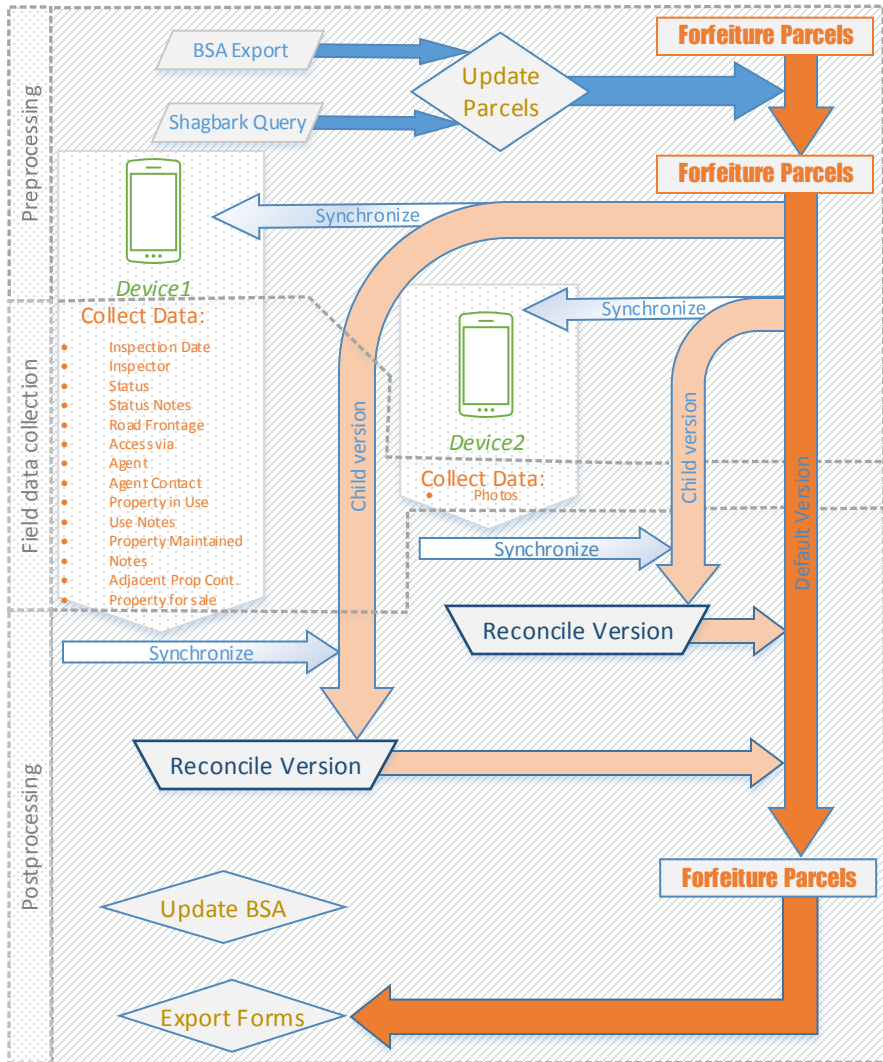 Preprocessing
BSA Export
Shagbark Query
Update
Parcels
Forfeiture Parcels
Forfeiture Parcels
Synchronize
Device1
Synchronize
Device2
Field data collection
Collect Data:
Inspection Date
Inspector
Status
Status Notes
Road Frontage
Access via
Agent
Agent Contact
Property in Use
Use Notes
Property Maintained
Notes
Adjacent Prop Cont.
Property for sale
Collect Data:
Photos
Child version
Child version
Default Version
Synchronize
Synchronize
Postprocessing
Reconcile Version
Reconcile Version
Forfeiture Parcels
Update BSA
Export Forms